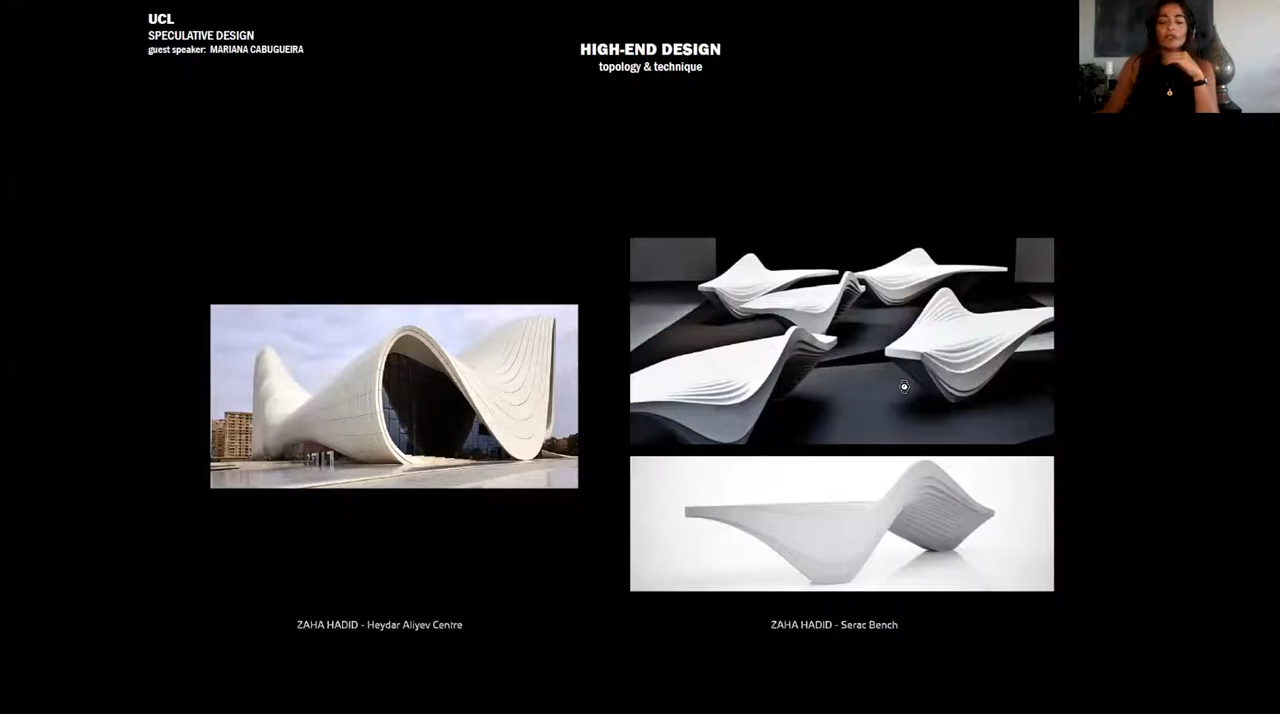 UCL
SPECULATIVE DESIGN
guest speaker: MARIANA CABUGUEIRA
HIGH-END DESIGN
topology & technique
ZAHA HADID - Heydar Aliyev Centre
ZAHA HADID - Serac Bench